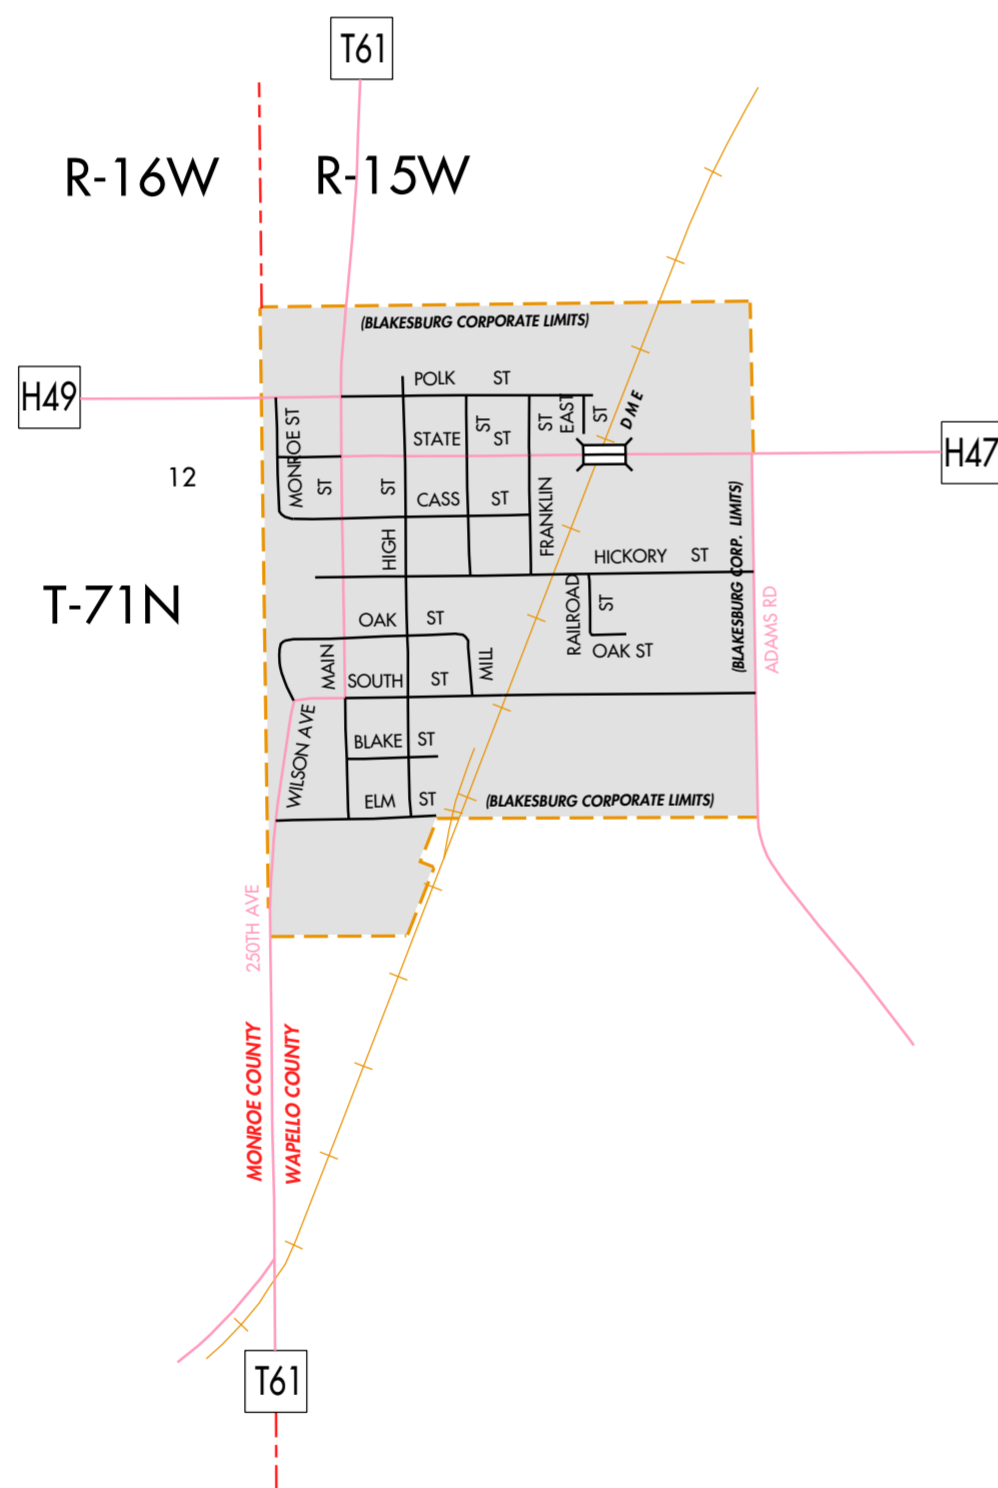 T61
R-16W
R-15W
(BLAKESBURG CORPORATE LIMITS)
H49
POLK ST
MONROE ST
STATE ST
ST
ST
EAST ST
DME
H47
12
ST
ST
CASS ST
HIGH
FRANKLIN
HICKORY ST
(BLAKESBURG CORP. LIMITS)
T-71N
OAK ST
RAILROAD ST
OAK ST
ADAMS RD
MAIN
SOUTH ST
MILL
WILSON AVE
BLAKE ST
ELM ST
(BLAKESBURG CORPORATE LIMITS)
250TH AVE
MONROE COUNTY
WAPELLO COUNTY
T61